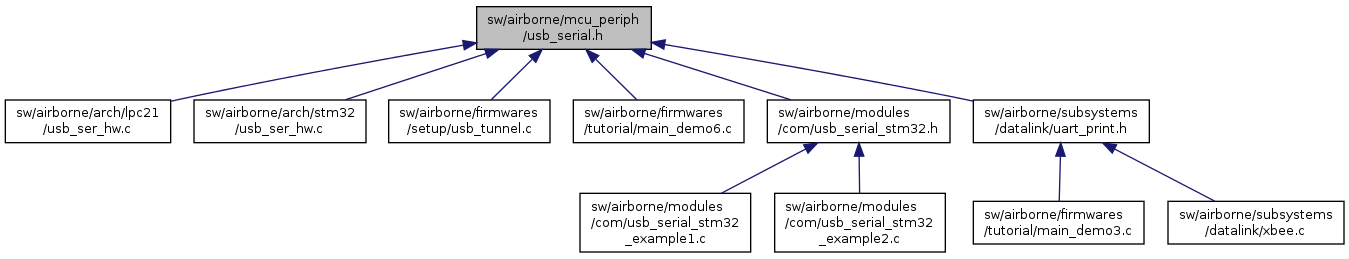 sw/airborne/mcu_periph
/usb_serial.h
sw/airborne/arch/lpc21
/usb_ser_hw.c
sw/airborne/arch/stm32
/usb_ser_hw.c
sw/airborne/firmwares
/setup/usb_tunnel.c
sw/airborne/firmwares
/tutorial/main_demo6.c
sw/airborne/modules
/com/usb_serial_stm32.h
sw/airborne/subsystems
/datalink/uart_print.h
sw/airborne/modules
/com/usb_serial_stm32
_example1.c
sw/airborne/modules
/com/usb_serial_stm32
_example2.c
sw/airborne/firmwares
/tutorial/main_demo3.c
sw/airborne/subsystems
/datalink/xbee.c